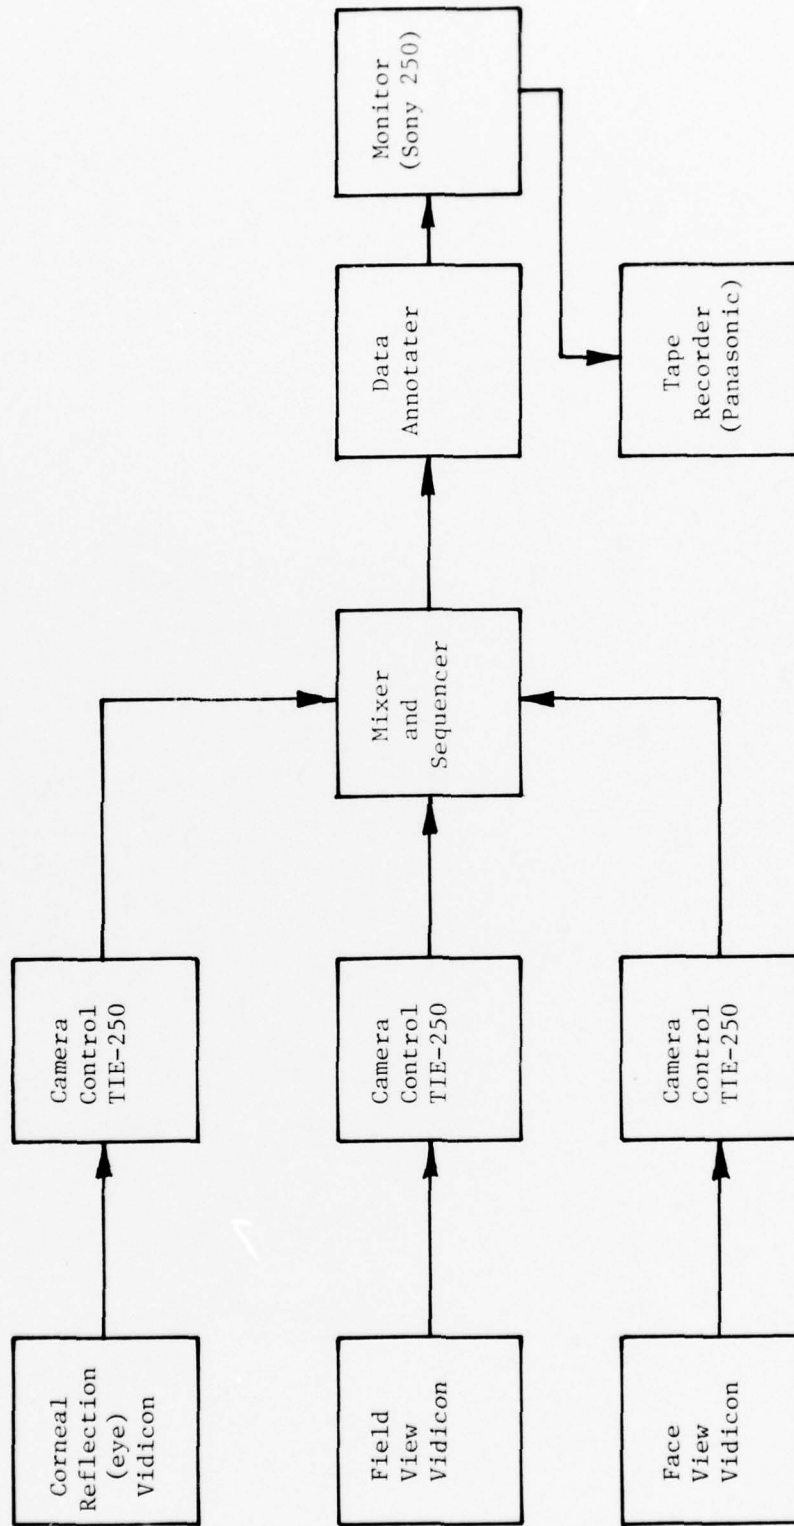 Corneal
Reflection
(eye)
Vidicon
Camera
Control
TIE-250
Field
View
Vidicon
Camera
Control
TIE-250
Mixer
and
Sequencer
Data
Annotater
Monitor
(Sony 250)
Face
View
Vidicon
Camera
Control
TIE-250
Tape
Recorder
(Panasonic)